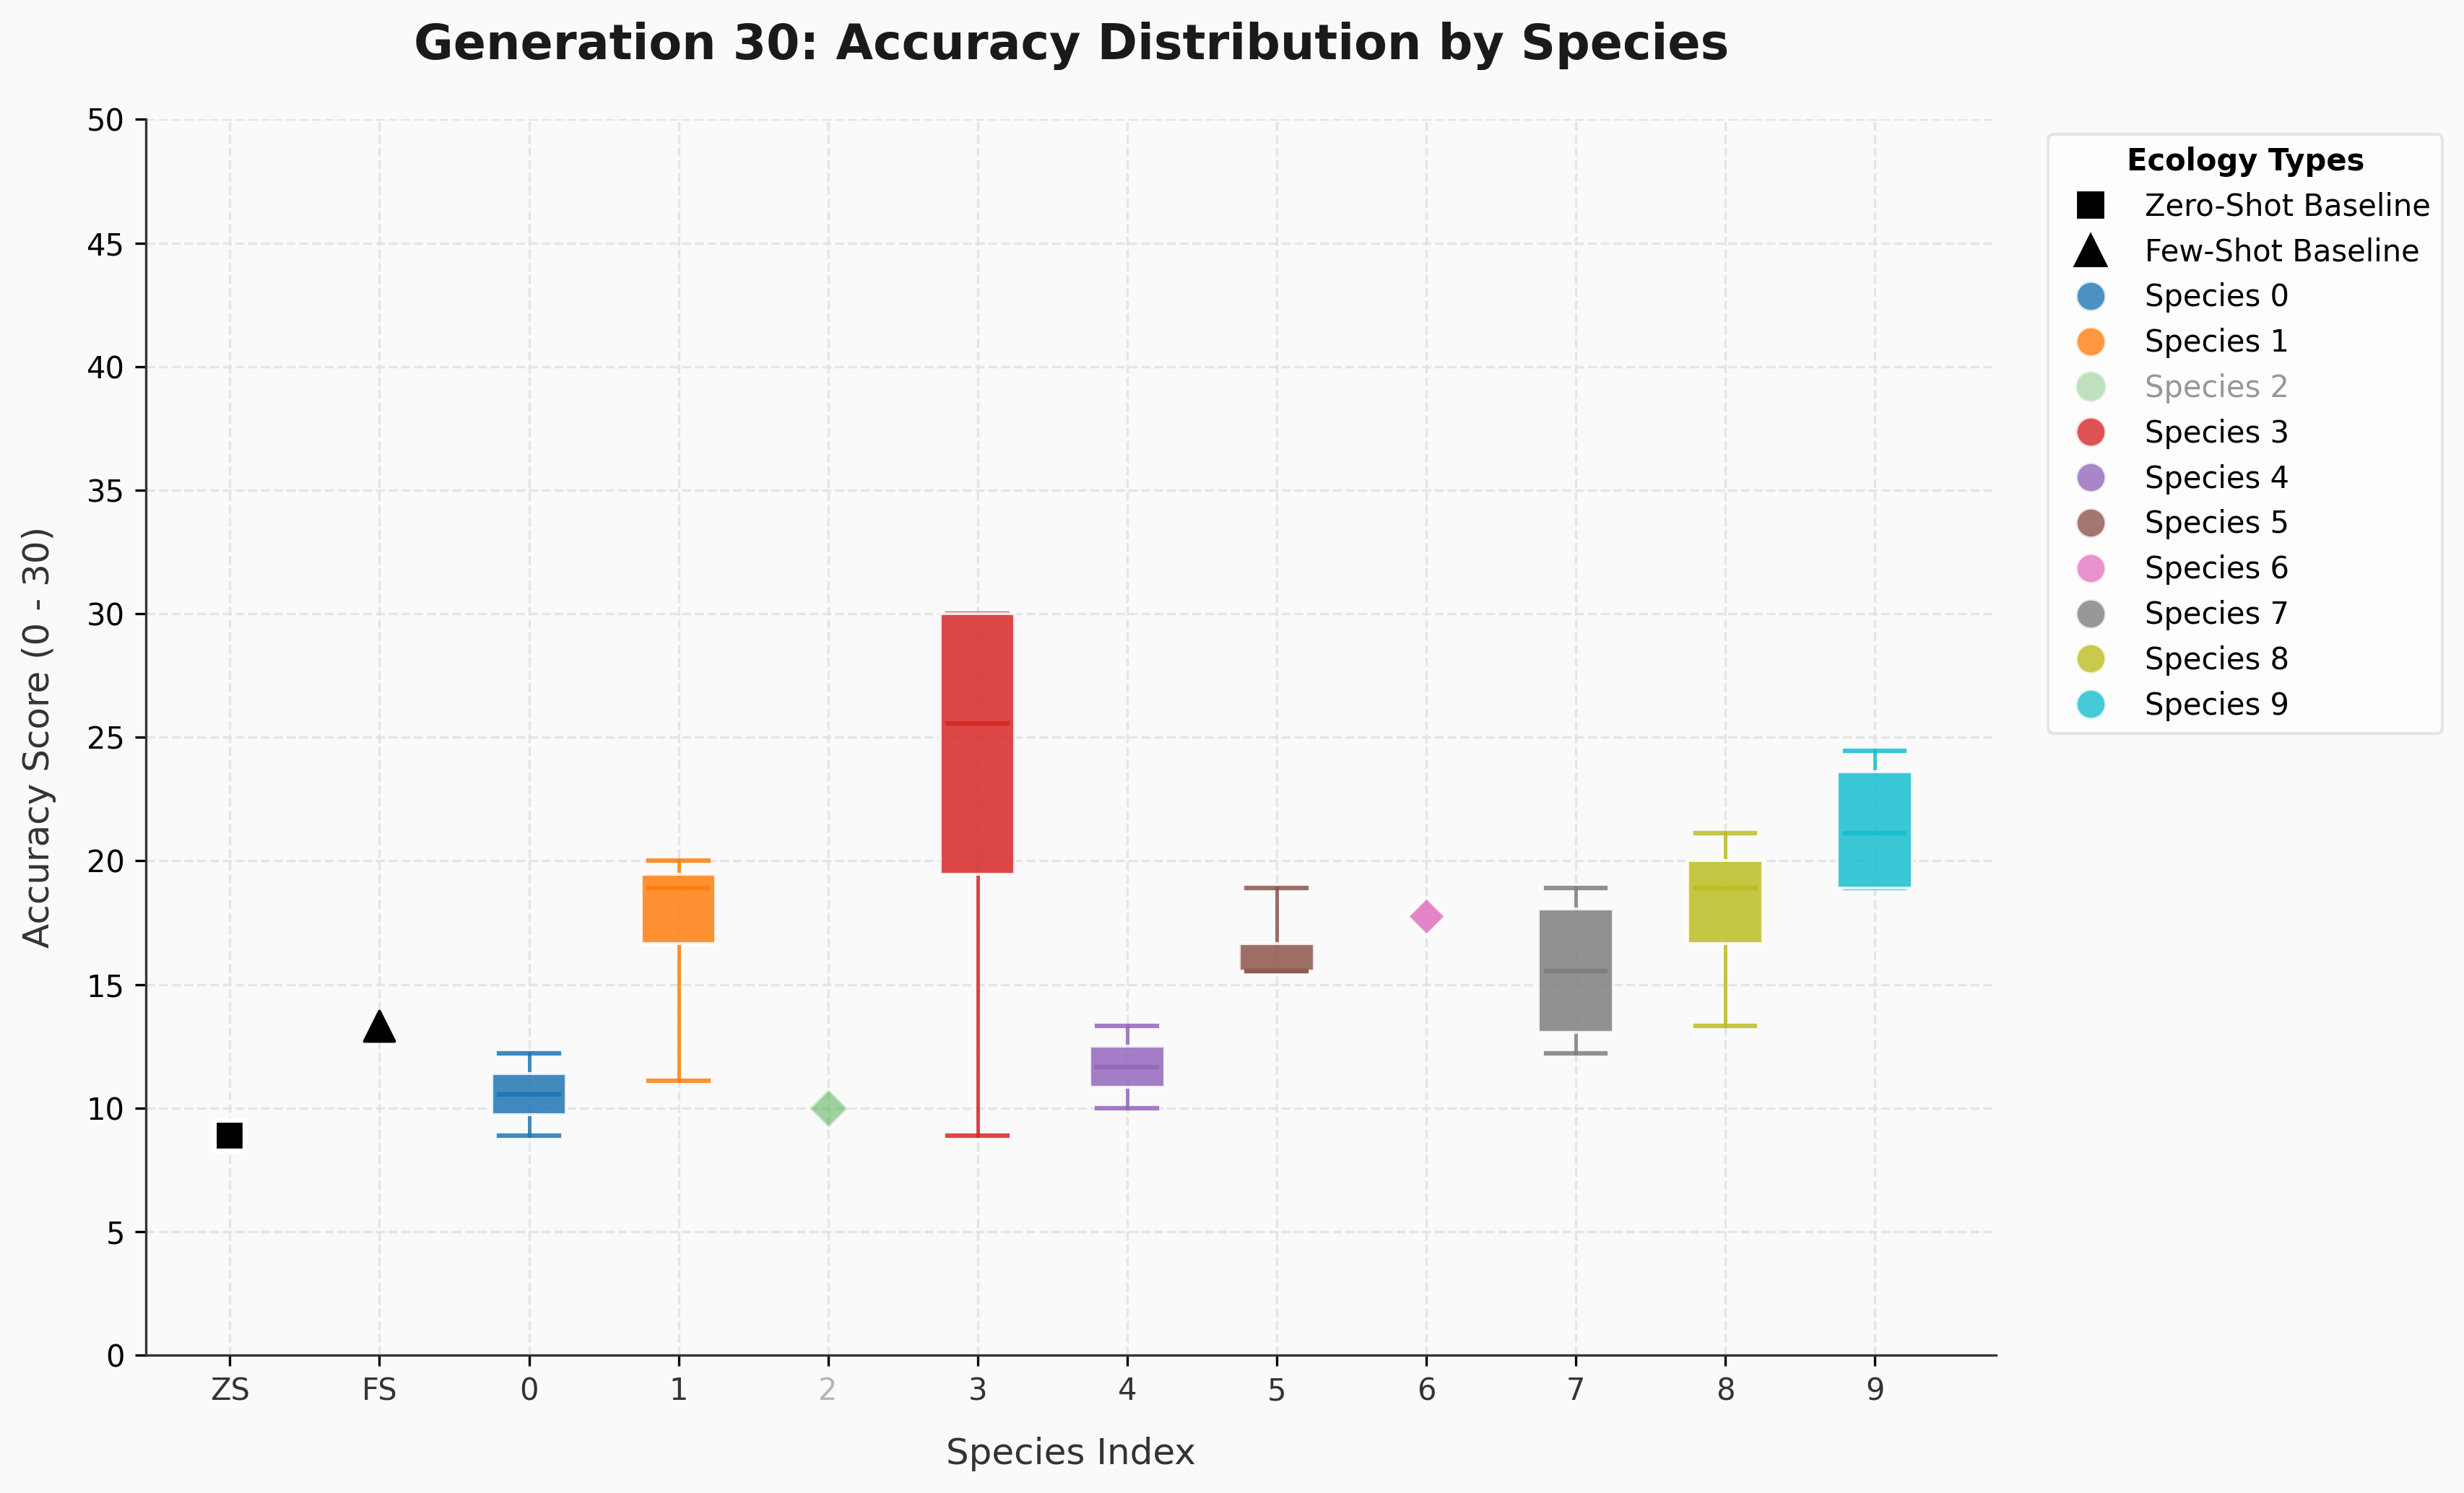 Generation 30: Accuracy Distribution by Species
50
45
40
35
30
25
20
15
10
5
0
Accuracy Score (0 - 30)
ZS FS 0 1 2 3 4 5 6 7 8 9
Species Index
Ecology Types
Zero-Shot Baseline
Few-Shot Baseline
Species 0
Species 1
Species 2
Species 3
Species 4
Species 5
Species 6
Species 7
Species 8
Species 9